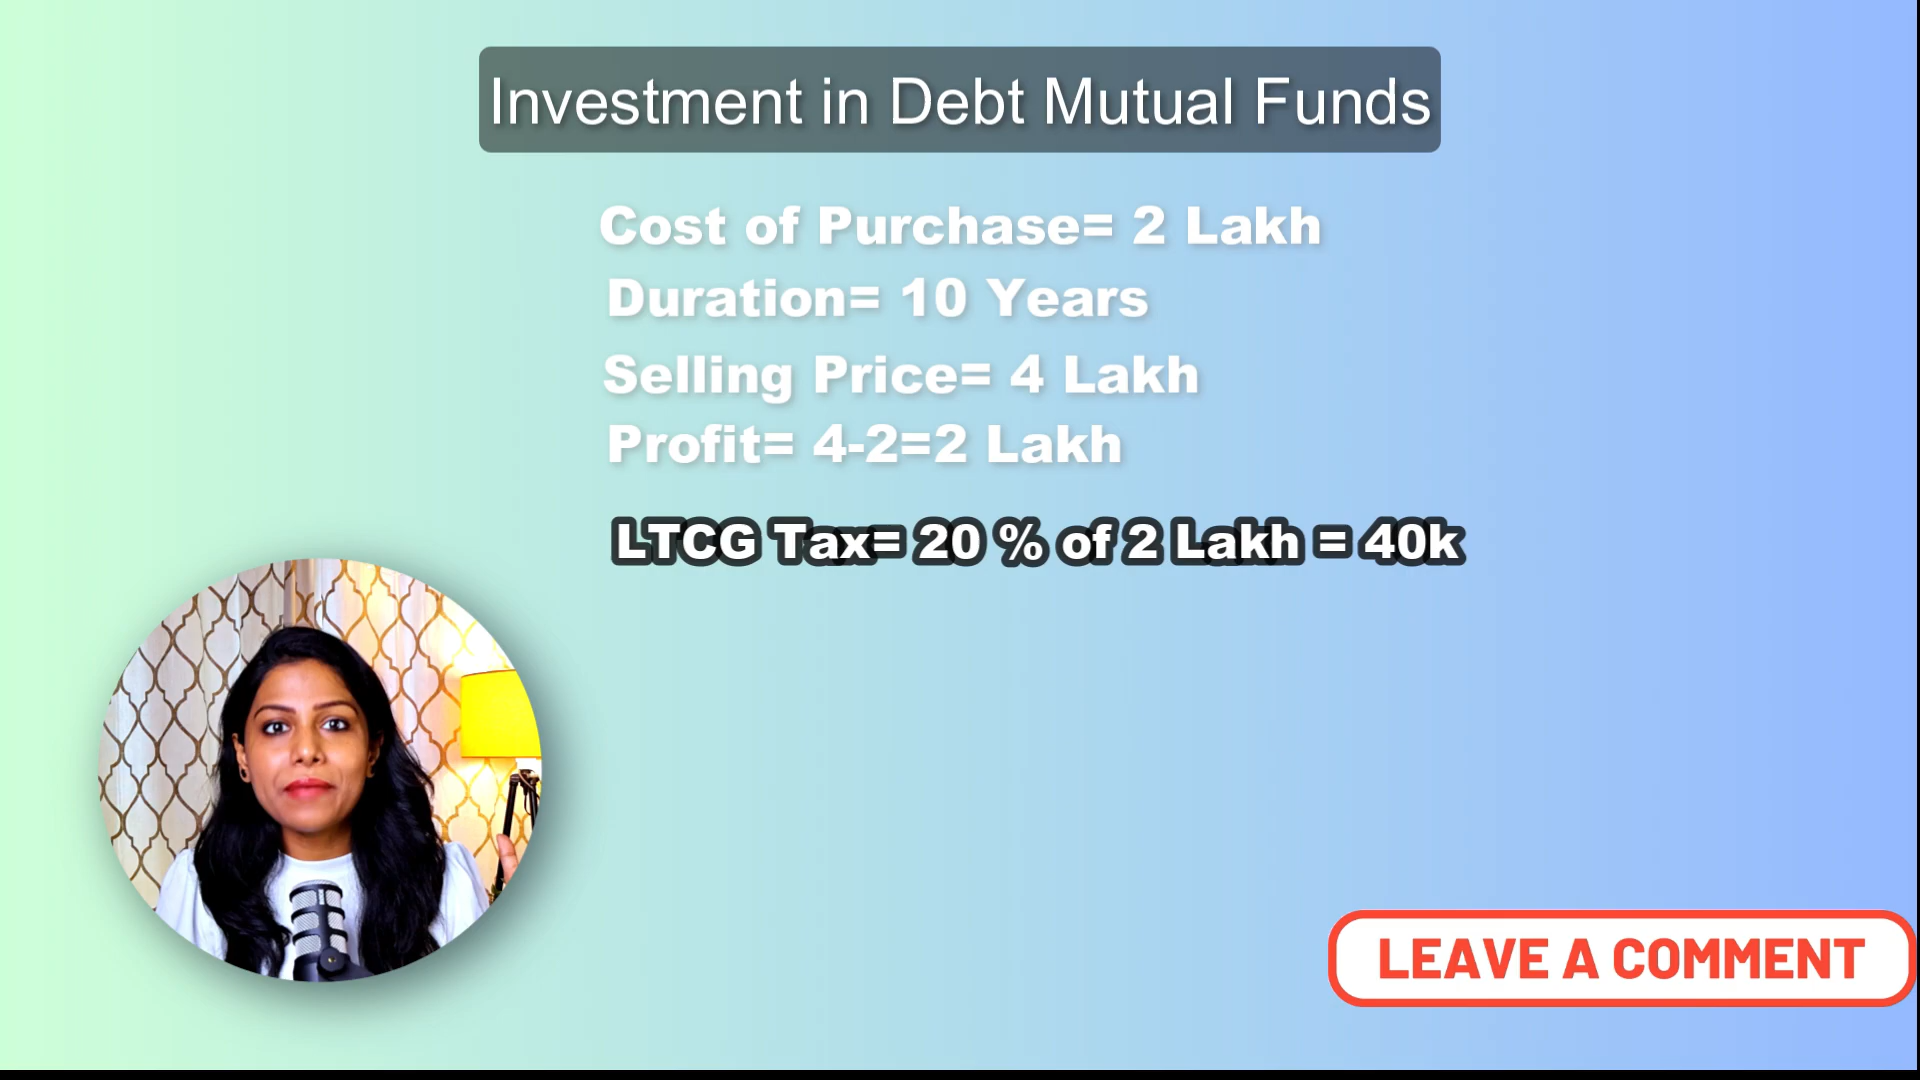 Investment in Debt Mutual Funds
Cost of Purchase= 2 Lakh
Duration= 10 Years
Selling Price= 4 Lakh
Profit= 4-2=2 Lakh
LTCG Tax= 20 % of 2 Lakh = 40k
LEAVE A COMMENT